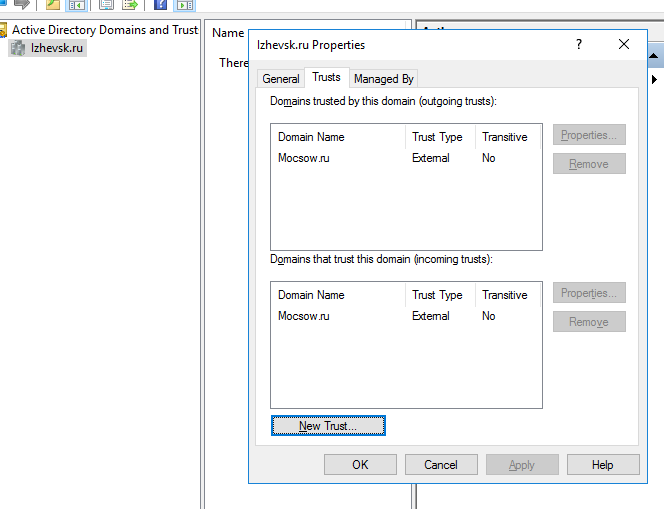 Active Directory Domains and Trust
Izhevsk.ru
Name
There
Izhevsk.ru Properties
?
General
Trusts
Managed By
Domains trusted by this domain (outgoing trusts):
Domain Name Trust Type Transitive
Mocsow.ru External No
Properties...
Remove
Domains that trust this domain (incoming trusts):
Domain Name Trust Type Transitive
Mocsow.ru External No
Properties...
Remove
New Trust...
OK Cancel Apply Help